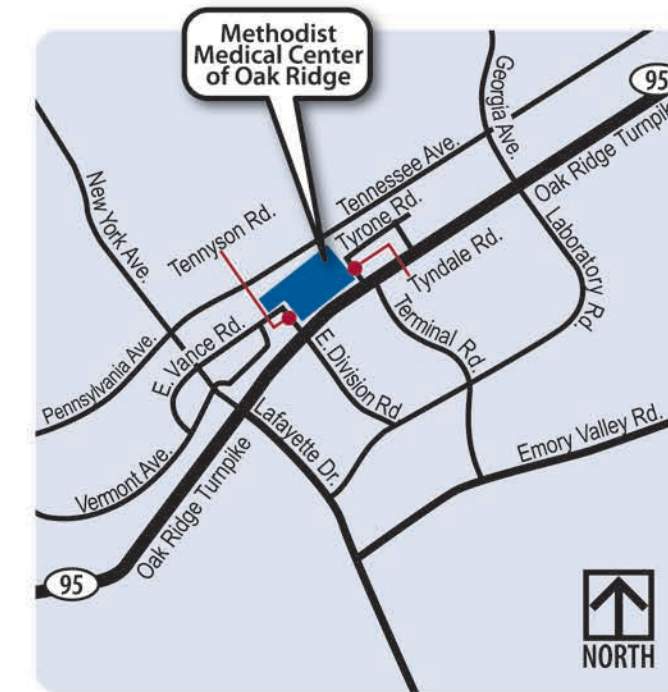 Methodist
Medical Center
of Oak Ridge
95
Georgia Ave.
Oak Ridge Turnpike
Tennessee Ave.
New York Ave.
Tyrone Rd.
Tennyson Rd.
Laboratory Rd.
Tyndale Rd.
Terminal Rd.
E. Vance Rd.
E. Division Rd.
Pennsylvania Ave.
Lafayette Dr.
Emory Valley Rd.
Vermont Ave.
Oak Ridge Turnpike
95
NORTH